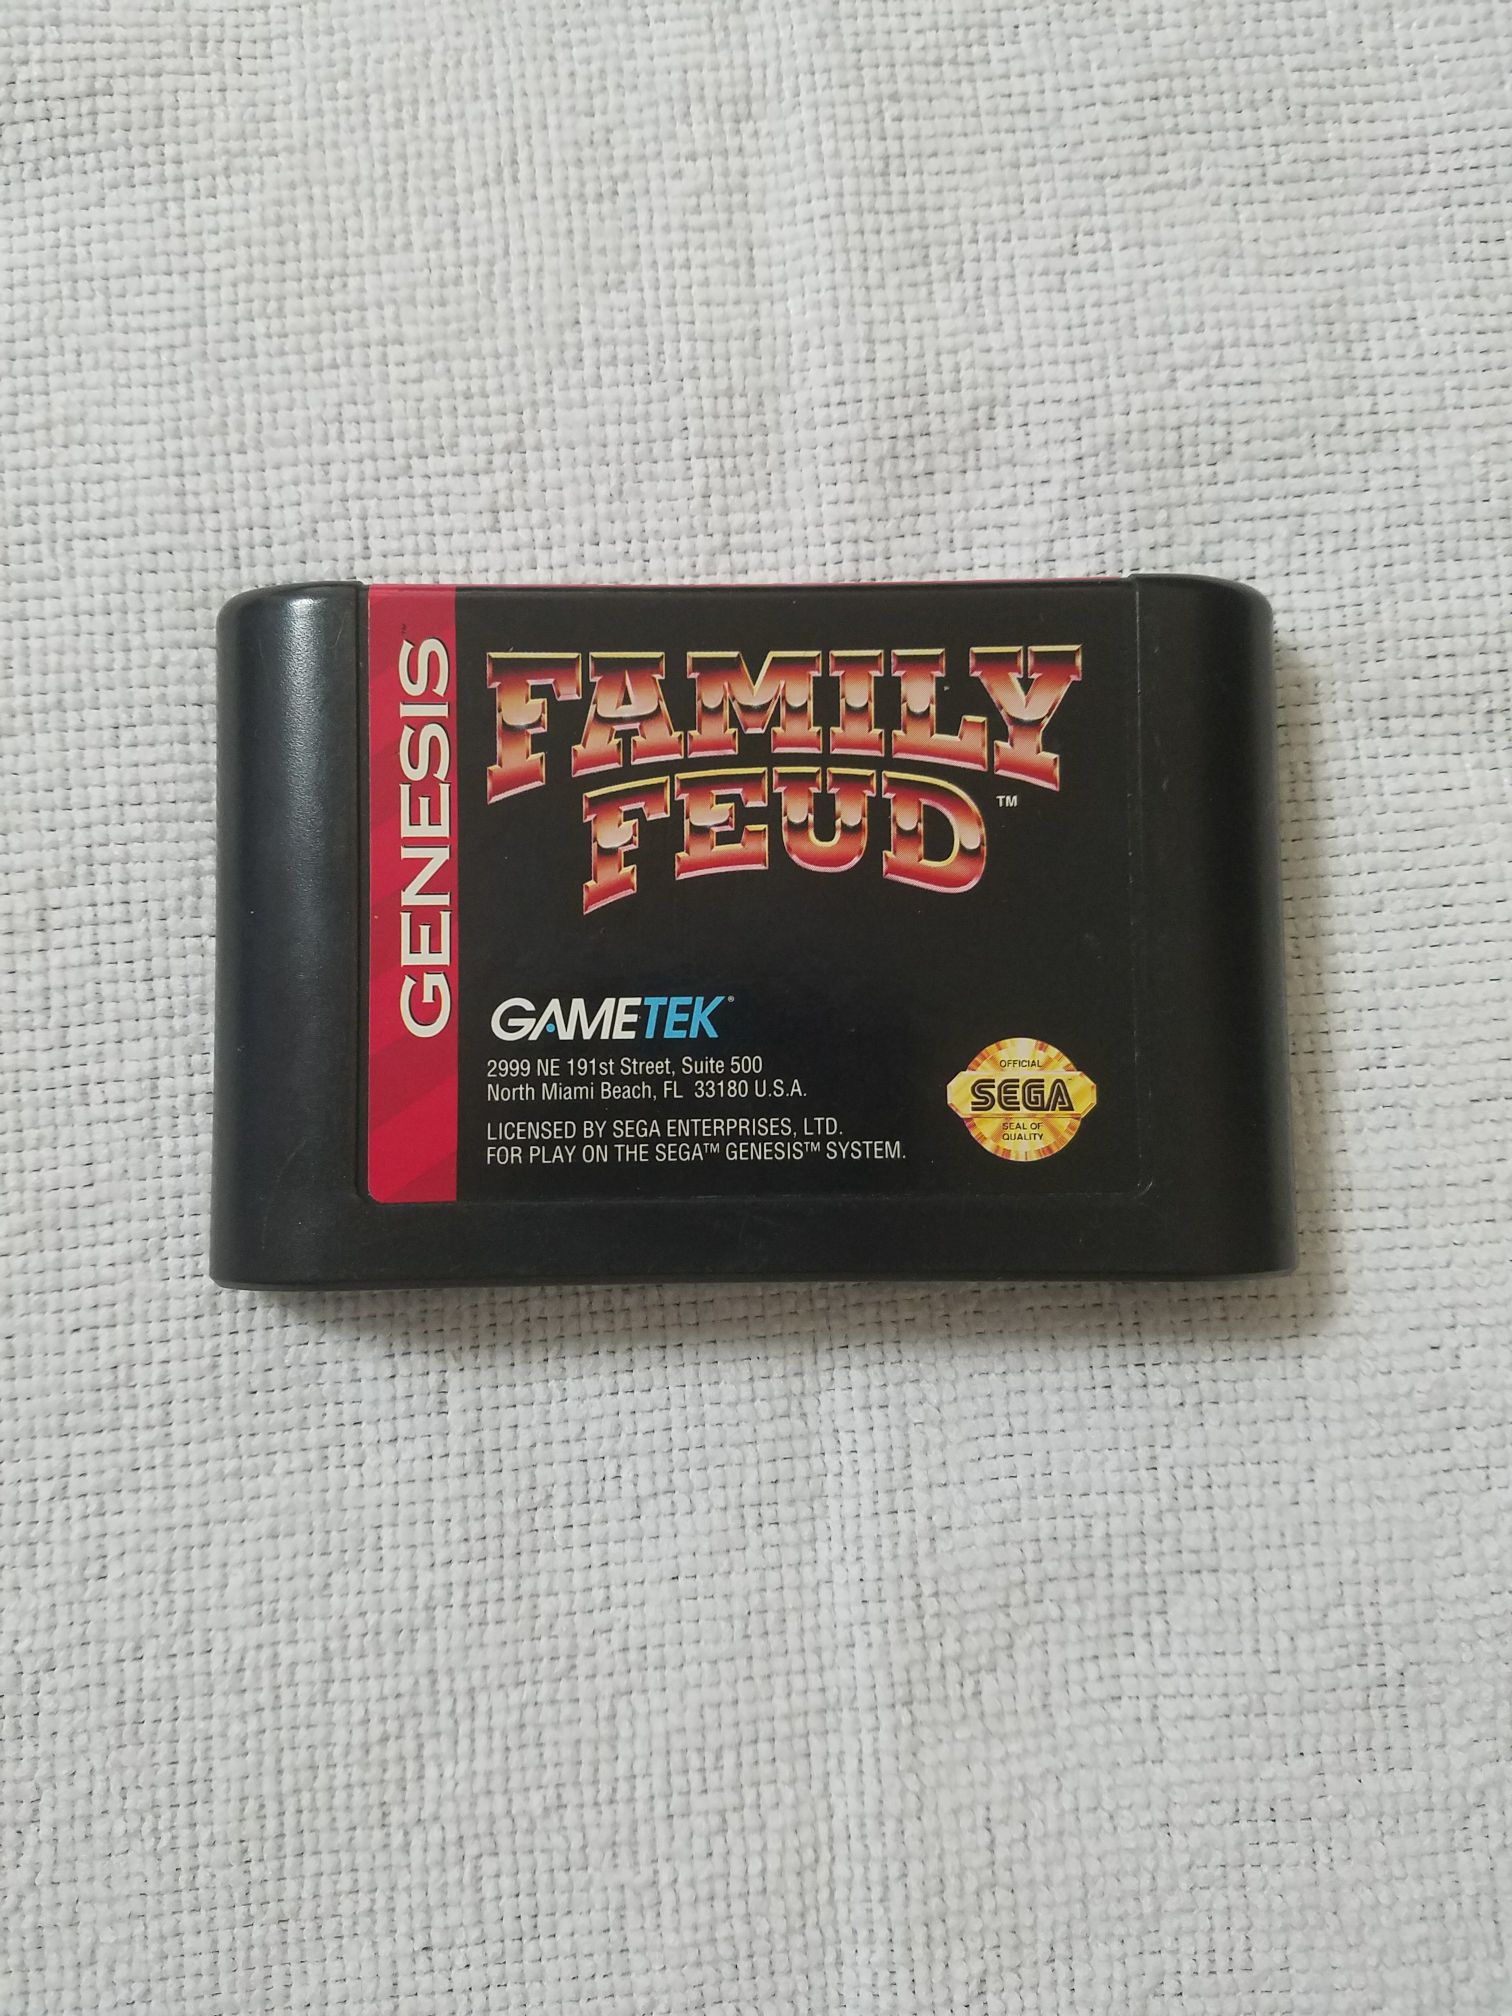 GENESIS™
FAMILY
FEUD™
GAMETEK®
2999 NE 191st Street, Suite 500
North Miami Beach, FL 33180 U.S.A.
LICENSED BY SEGA ENTERPRISES, LTD.
FOR PLAY ON THE SEGA™ GENESIS™ SYSTEM.
OFFICIAL
SEGA
SEAL OF
QUALITY